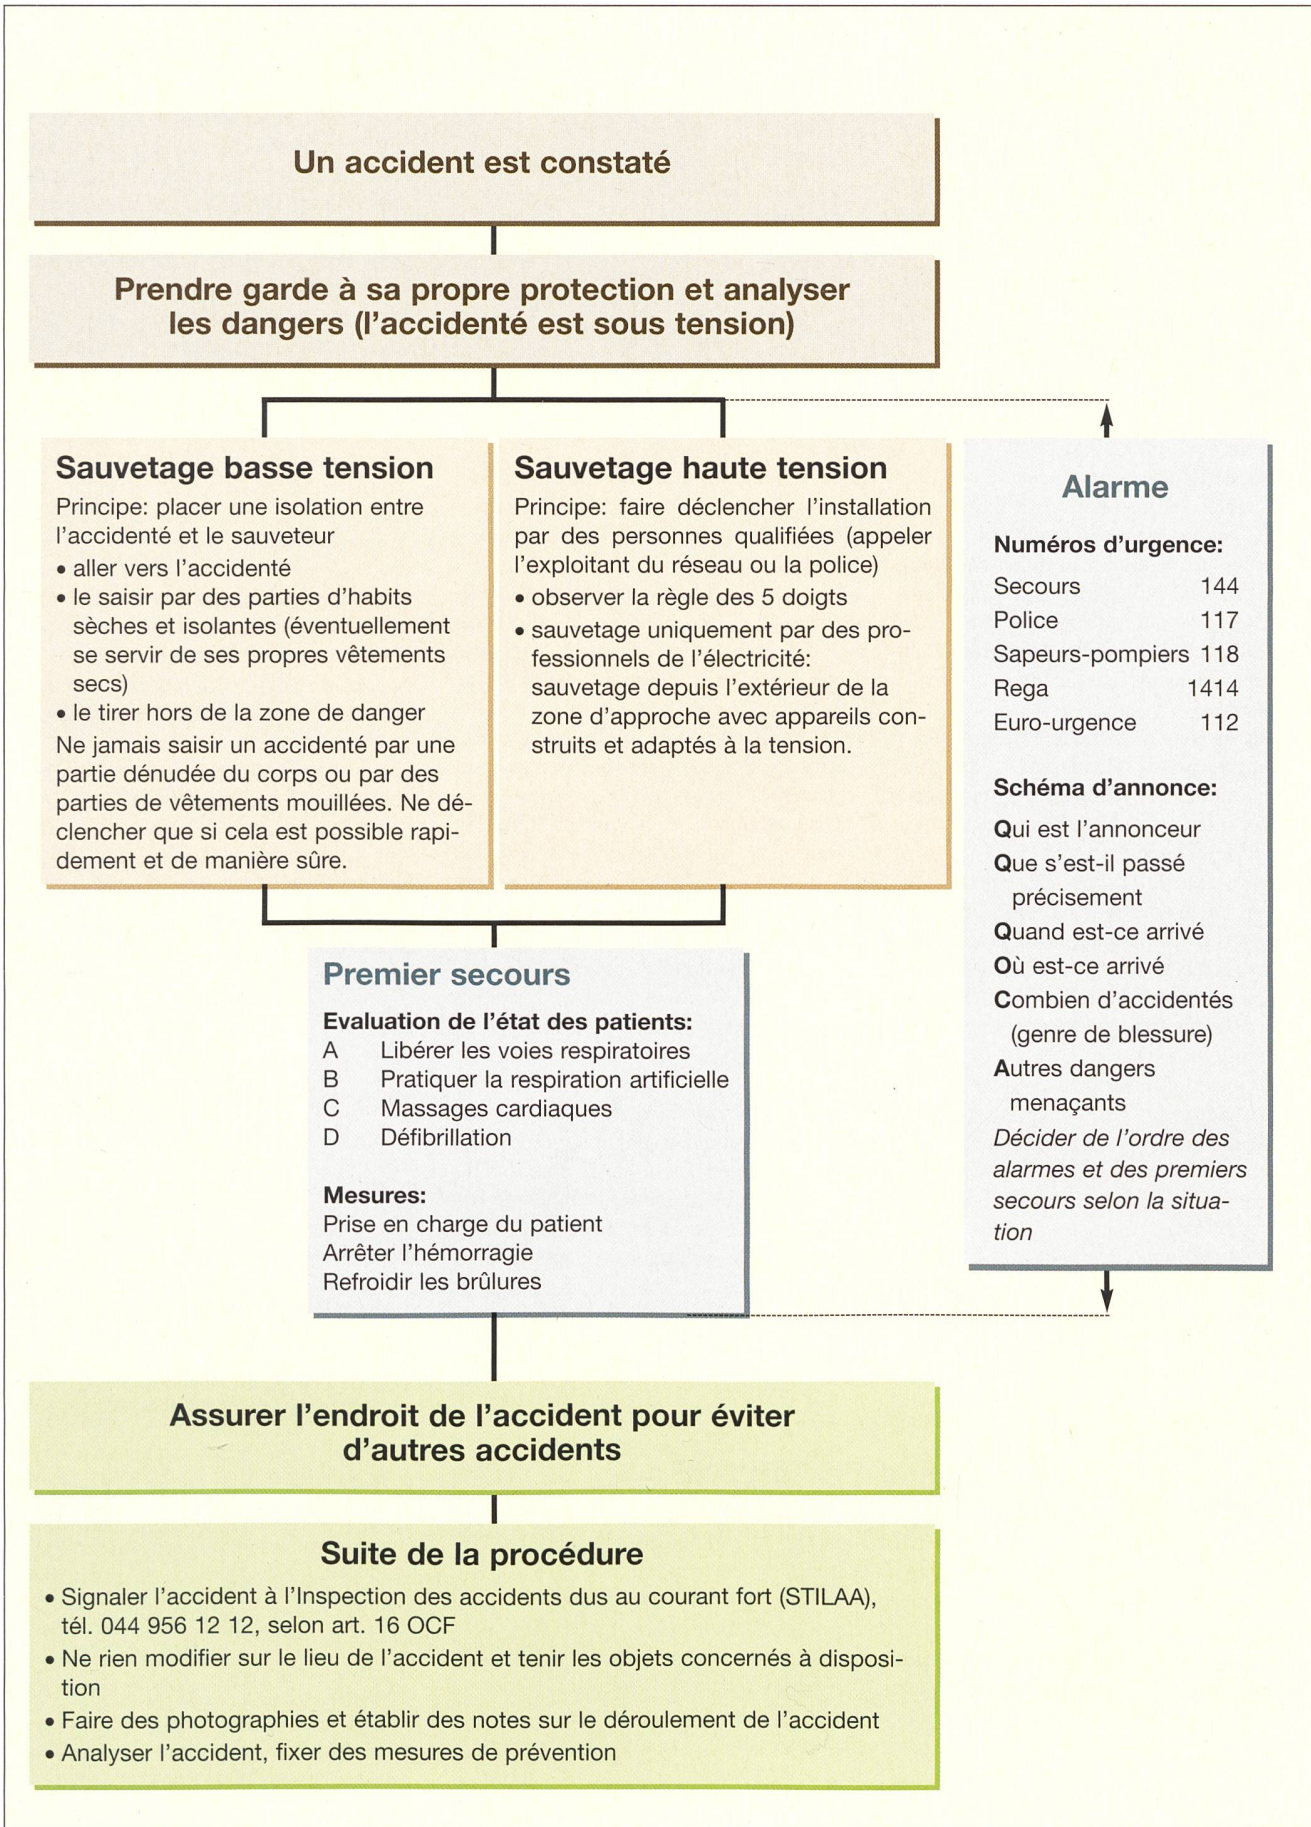 Un accident est constaté
Prendre garde à sa propre protection et analyser
les dangers (l'accidenté est sous tension)
Sauvetage basse tension
Principe: placer une isolation entre
l'accidenté et le sauveteur
• aller vers l'accidenté
• le saisir par des parties d'habits
sèches et isolantes (éventuellement
se servir de ses propres vêtements
secs)
• le tirer hors de la zone de danger
Ne jamais saisir un accidenté par une
partie dénudée du corps ou par des
parties de vêtements mouillées. Ne dé-
clencher que si cela est possible rapi-
dement et de manière sûre.
Sauvetage haute tension
Principe: faire déclencher l'installation
par des personnes qualifiées (appeler
l'exploitant du réseau ou la police)
• observer la règle des 5 doigts
• sauvetage uniquement par des pro-
fessionnels de l'électricité:
sauvetage depuis l'extérieur de la
zone d'approche avec appareils con-
struits et adaptés à la tension.
Alarme
Numéros d'urgence:
Secours 144
Police 117
Sapeurs-pompiers 118
Rega 1414
Euro-urgence 112
Schéma d'annonce:
Qui est l'annonceur
Que s'est-il passé
précisement
Quand est-ce arrivé
Où est-ce arrivé
Combien d'accidentés
(genre de blessure)
Autres dangers
menaçants
Décider de l'ordre des
alarmes et des premiers
secours selon la situa-
tion
Premier secours
Evaluation de l'état des patients:
A Libérer les voies respiratoires
B Pratiquer la respiration artificielle
C Massages cardiaques
D Défibrillation
Mesures:
Prise en charge du patient
Arrêter l'hémorragie
Refroidir les brûlures
Assurer l'endroit de l'accident pour éviter
d'autres accidents
Suite de la procédure
• Signaler l'accident à l'Inspection des accidents dus au courant fort (STILAA),
tél. 044 956 12 12, selon art. 16 OCF
• Ne rien modifier sur le lieu de l'accident et tenir les objets concernés à disposi-
tion
• Faire des photographies et établir des notes sur le déroulement de l'accident
• Analyser l'accident, fixer des mesures de prévention